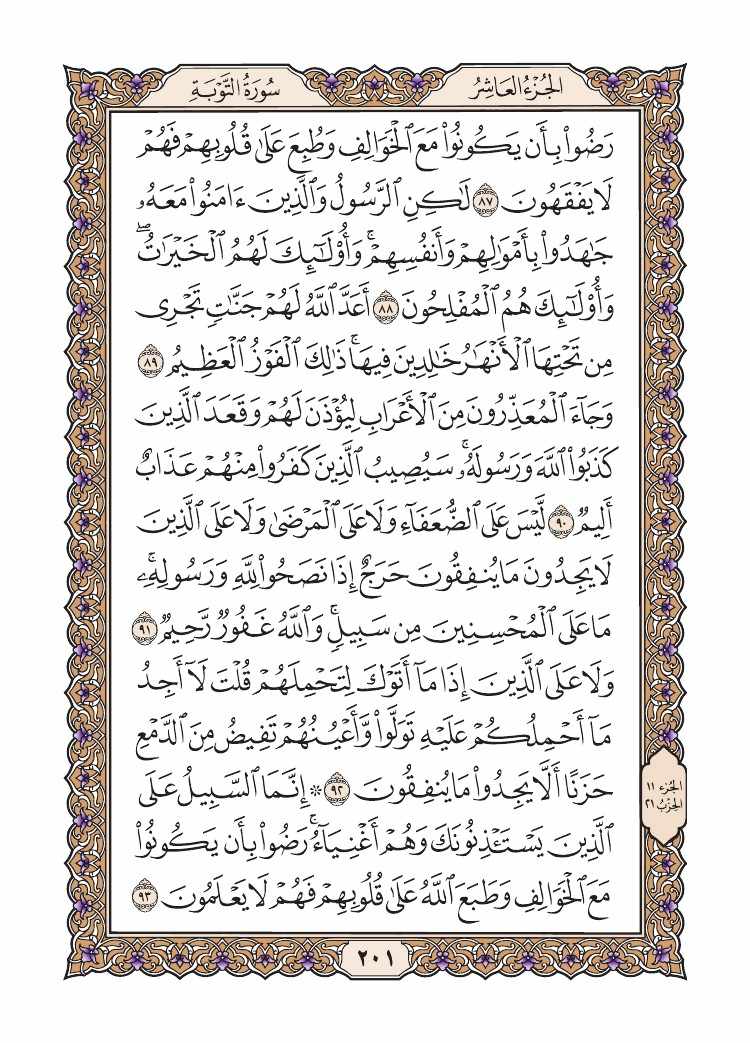 الجُزْءُ العَاشِرُ
سُورَةُ التَّوْبَةِ
رَضُوا۟ بِأَن يَكُونُوا۟ مَعَ ٱلْخَوَالِفِ وَطُبِعَ عَلَىٰ قُلُوبِهِمْ فَهُمْ
لَا يَفْقَهُونَ ٨٧ لَٰكِنِ ٱلرَّسُولُ وَٱلَّذِينَ ءَامَنُوا۟ مَعَهُۥ
جَٰهَدُوا۟ بِأَمْوَٰلِهِمْ وَأَنفُسِهِمْ ۚ وَأُو۟لَٰٓئِكَ لَهُمُ ٱلْخَيْرَٰتُ ۖ
وَأُو۟لَٰٓئِكَ هُمُ ٱلْمُفْلِحُونَ ٨٨ أَعَدَّ ٱللَّهُ لَهُمْ جَنَّٰتٍ تَجْرِى
مِن تَحْتِهَا ٱلْأَنْهَٰرُ خَٰلِدِينَ فِيهَا ۚ ذَٰلِكَ ٱلْفَوْزُ ٱلْعَظِيمُ ٨٩
وَجَآءَ ٱلْمُعَذِّرُونَ مِنَ ٱلْأَعْرَابِ لِيُؤْذَنَ لَهُمْ وَقَعَدَ ٱلَّذِينَ
كَذَبُوا۟ ٱللَّهَ وَرَسُولَهُۥ ۚ سَيُصِيبُ ٱلَّذِينَ كَفَرُوا۟ مِنْهُمْ عَذَابٌ
أَلِيمٌ ٩٠ لَّيْسَ عَلَى ٱلضُّعَفَآءِ وَلَا عَلَى ٱلْمَرْضَىٰ وَلَا عَلَى ٱلَّذِينَ
لَا يَجِدُونَ مَا يُنفِقُونَ حَرَجٌ إِذَا نَصَحُوا۟ لِلَّهِ وَرَسُولِهِۦ ۚ
مَا عَلَى ٱلْمُحْسِنِينَ مِن سَبِيلٍ ۚ وَٱللَّهُ غَفُورٌ رَّحِيمٌ ٩١
وَلَا عَلَى ٱلَّذِينَ إِذَا مَآ أَتَوْكَ لِتَحْمِلَهُمْ قُلْتَ لَآ أَجِدُ
مَآ أَحْمِلُكُمْ عَلَيْهِ تَوَلَّوا۟ وَّأَعْيُنُهُمْ تَفِيضُ مِنَ ٱلدَّمْعِ
حَزَنًا أَلَّا يَجِدُوا۟ مَا يُنفِقُونَ ٩٢ ۞ إِنَّمَا ٱلسَّبِيلُ عَلَى
ٱلَّذِينَ يَسْتَـْٔذِنُونَكَ وَهُمْ أَغْنِيَآءُ ۚ رَضُوا۟ بِأَن يَكُونُوا۟
مَعَ ٱلْخَوَالِفِ وَطَبَعَ ٱللَّهُ عَلَىٰ قُلُوبِهِمْ فَهُمْ لَا يَعْلَمُونَ ٩٣
الجُزء ١١
الحِزْبُ ٢١
٢٠١